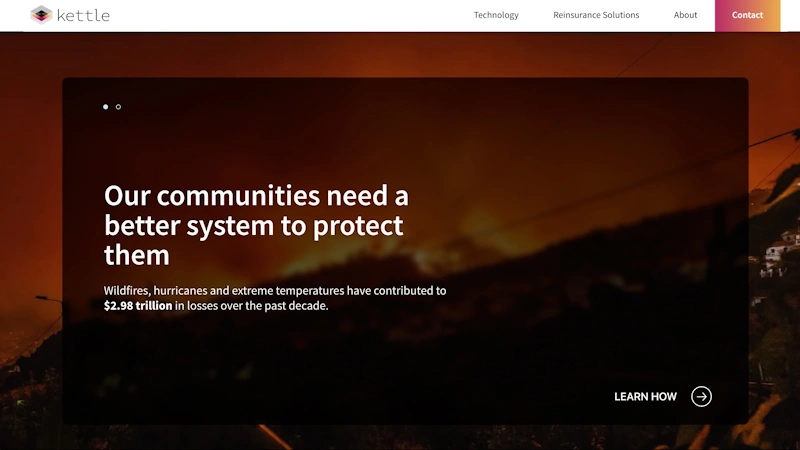 kettle
Technology
Reinsurance Solutions
About
Contact
Our communities need a
better system to protect
them
Wildfires, hurricanes and extreme temperatures have contributed to
$2.98 trillion in losses over the past decade.
LEARN HOW